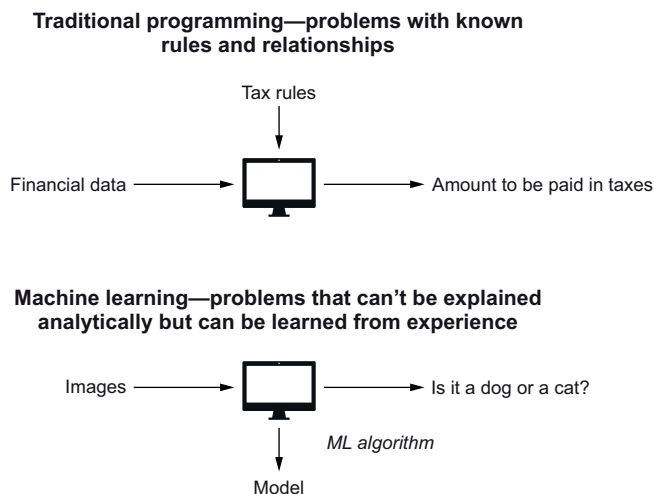 Traditional programming—problems with known
rules and relationships
Tax rules
Financial data
Amount to be paid in taxes
Machine learning—problems that can’t be explained
analytically but can be learned from experience
Images
Is it a dog or a cat?
ML algorithm
Model